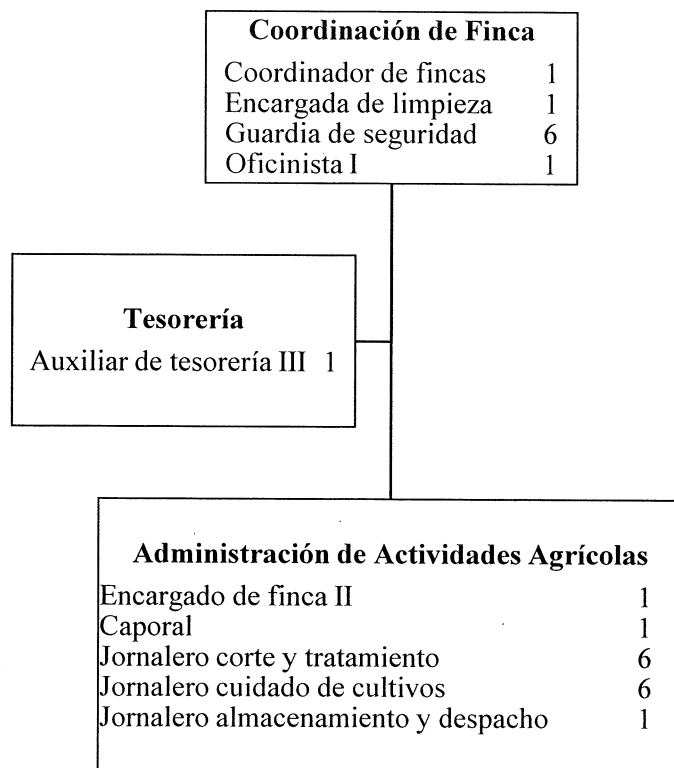 Coordinación de Finca
Coordinador de fincas 1
Encargada de limpieza 1
Guardia de seguridad 6
Oficinista I 1
Tesorería
Auxiliar de tesorería III 1
Administración de Actividades Agrícolas
Encargado de finca II 1
Caporal 1
Jornalero corte y tratamiento 6
Jornalero cuidado de cultivos 6
Jornalero almacenamiento y despacho 1